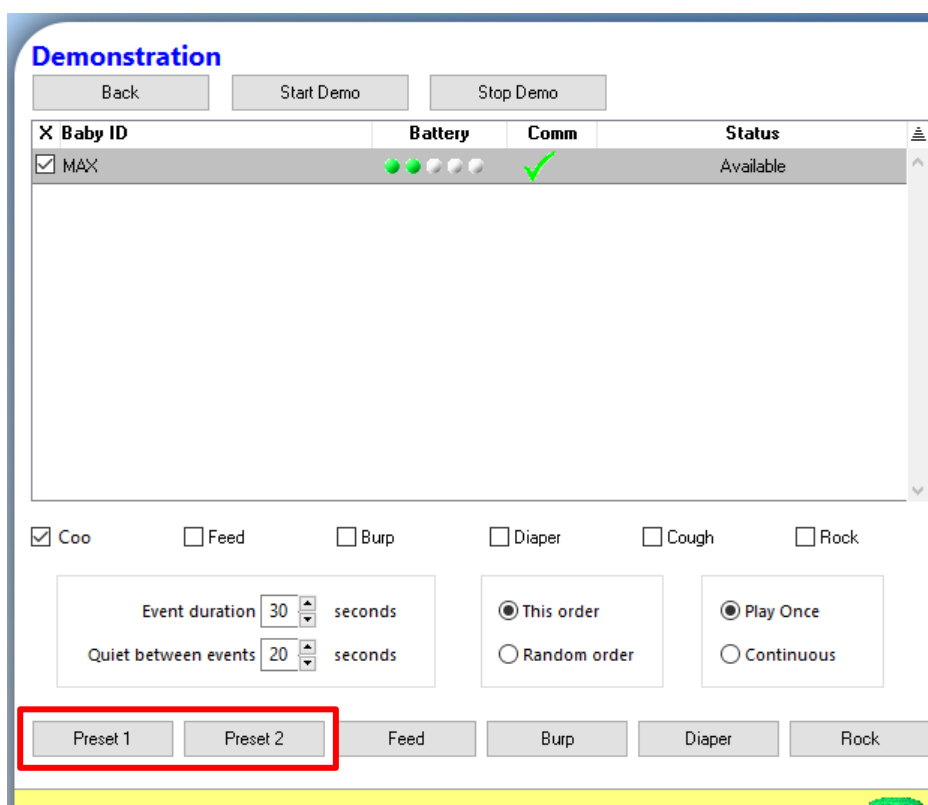 Demonstration
Back Start Demo Stop Demo
X Baby ID Battery Comm Status
MAX Available
Coo Feed Burp Diaper Cough Rock
Event duration 30 seconds This order Play Once
Quiet between events 20 seconds Random order Continuous
Preset 1 Preset 2 Feed Burp Diaper Rock